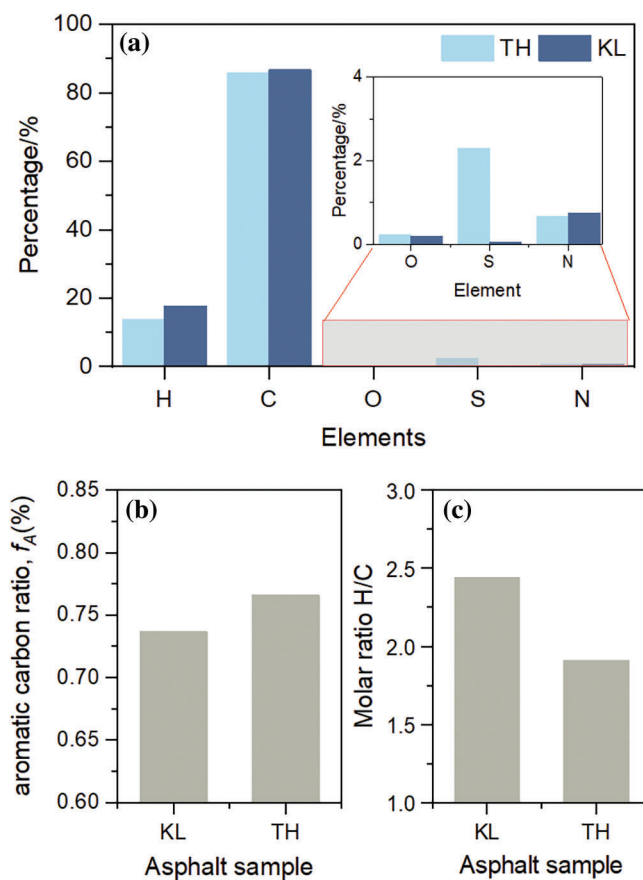 (a)
TH KL
Percentage/%
100
80
60
40
20
0
H C O S N
Elements
Percentage/%
4
2
0
O S N
Element
(b)
aromatic carbon ratio, fA(%)
0.85
0.80
0.75
0.70
0.65
0.60
KL TH
Asphalt sample
(c)
Molar ratio H/C
3.0
2.5
2.0
1.5
1.0
KL TH
Asphalt sample